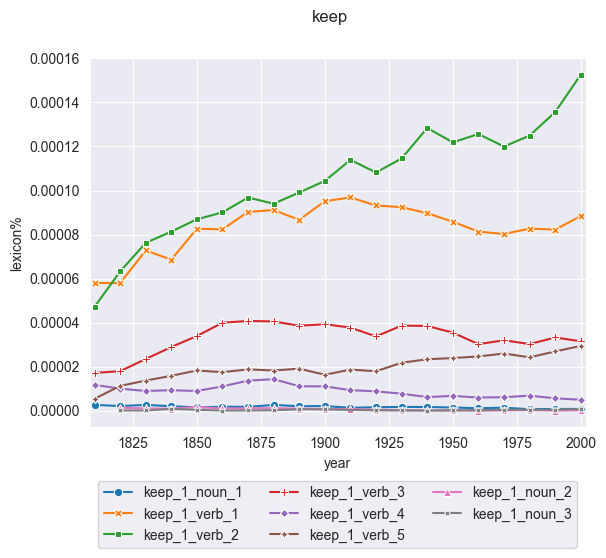 keep
0.00016
0.00014
0.00012
0.00010
0.00008
0.00006
0.00004
0.00002
0.00000
lexicon%
1825 1850 1875 1900 1925 1950 1975 2000
year
keep_1_noun_1 keep_1_verb_3 keep_1_noun_2
keep_1_verb_1 keep_1_verb_4 keep_1_noun_3
keep_1_verb_2 keep_1_verb_5